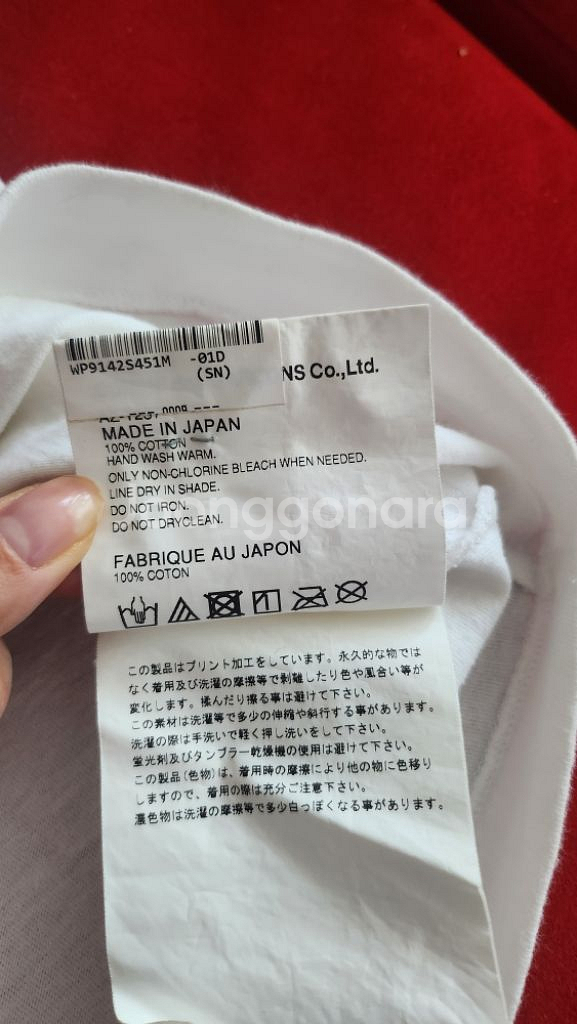 WP9142S451M -01D
(SN)
NS Co.,Ltd.
MADE IN JAPAN
100% COTTON
HAND WASH WARM.
ONLY NON-CHLORINE BLEACH WHEN NEEDED.
LINE DRY IN SHADE.
DO NOT IRON.
DO NOT DRYCLEAN.
FABRIQUE AU JAPON
100% COTON
この製品はプリント加工をしています。永久的な物では
なく着用及び洗濯の摩擦等で剥離したり色や風合い等が
変化します。揉んだり擦る事は避けて下さい。
この素材は洗濯等で多少の伸縮や斜行する事があります。
洗濯の際は手洗いで軽く押し洗いをして下さい。
蛍光剤及びタンブラー乾燥機の使用は避けて下さい。
この製品(色物)は、着用時の摩擦により他の物に色移り
しますので、着用の際は充分ご注意下さい。
濃色物は洗濯の摩擦等で多少白っぽくなる事があります。